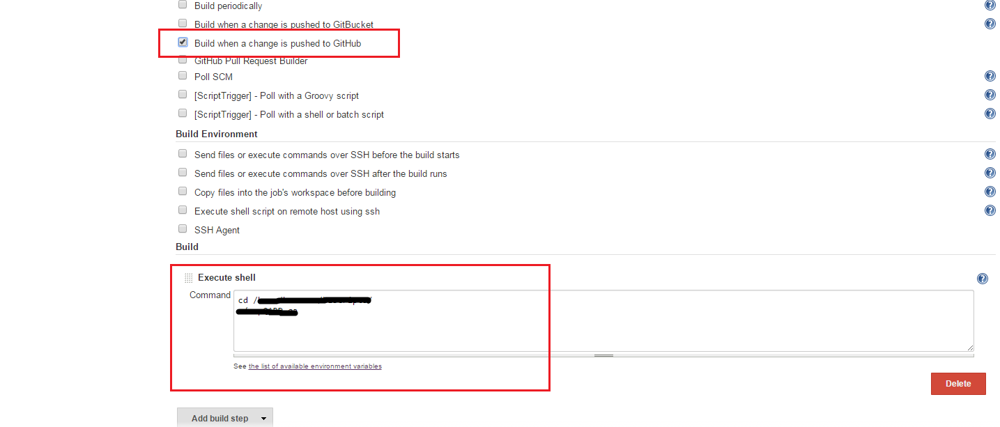 Build periodically
Build when a change is pushed to GitBucket
Build when a change is pushed to GitHub
GitHub Pull Request Builder
Poll SCM
[ScriptTrigger] - Poll with a Groovy script
[ScriptTrigger] - Poll with a shell or batch script
Build Environment
Send files or execute commands over SSH before the build starts
Send files or execute commands over SSH after the build runs
Copy files into the job's workspace before building
Execute shell script on remote host using ssh
SSH Agent
Build
Execute shell
Command
cd /
See the list of available environment variables
Delete
Add build step